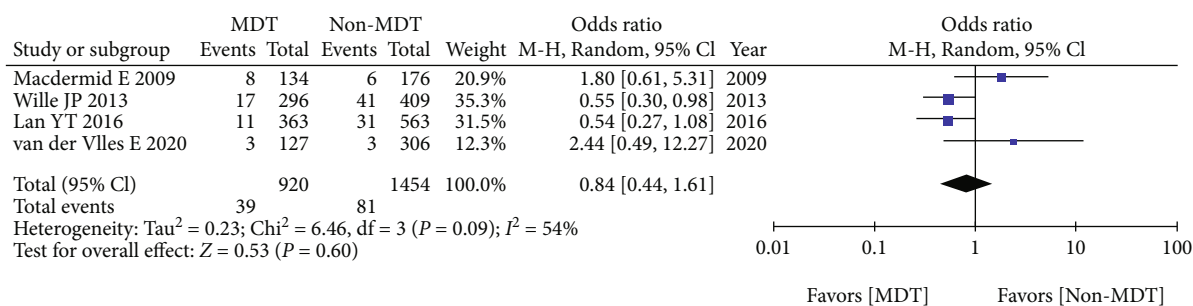 MDT Non-MDT Odds ratio Odds ratio
Study or subgroup Events Total Events Total Weight M-H, Random, 95% Cl Year M-H, Random, 95% Cl
Macdermid E 2009 8 134 6 176 20.9% 1.80 [0.61, 5.31] 2009
Wille JP 2013 17 296 41 409 35.3% 0.55 [0.30, 0.98] 2013
Lan YT 2016 11 363 31 563 31.5% 0.54 [0.27, 1.08] 2016
van der Vlles E 2020 3 127 3 306 12.3% 2.44 [0.49, 12.27] 2020
Total (95% Cl) 920 1454 100.0% 0.84 [0.44, 1.61]
Total events 39 81
Heterogeneity: Tau² = 0.23; Chi² = 6.46, df = 3 (P = 0.09); I² = 54%
Test for overall effect: Z = 0.53 (P = 0.60)
0.01 0.1 1 10 100
Favors [MDT] Favors [Non-MDT]